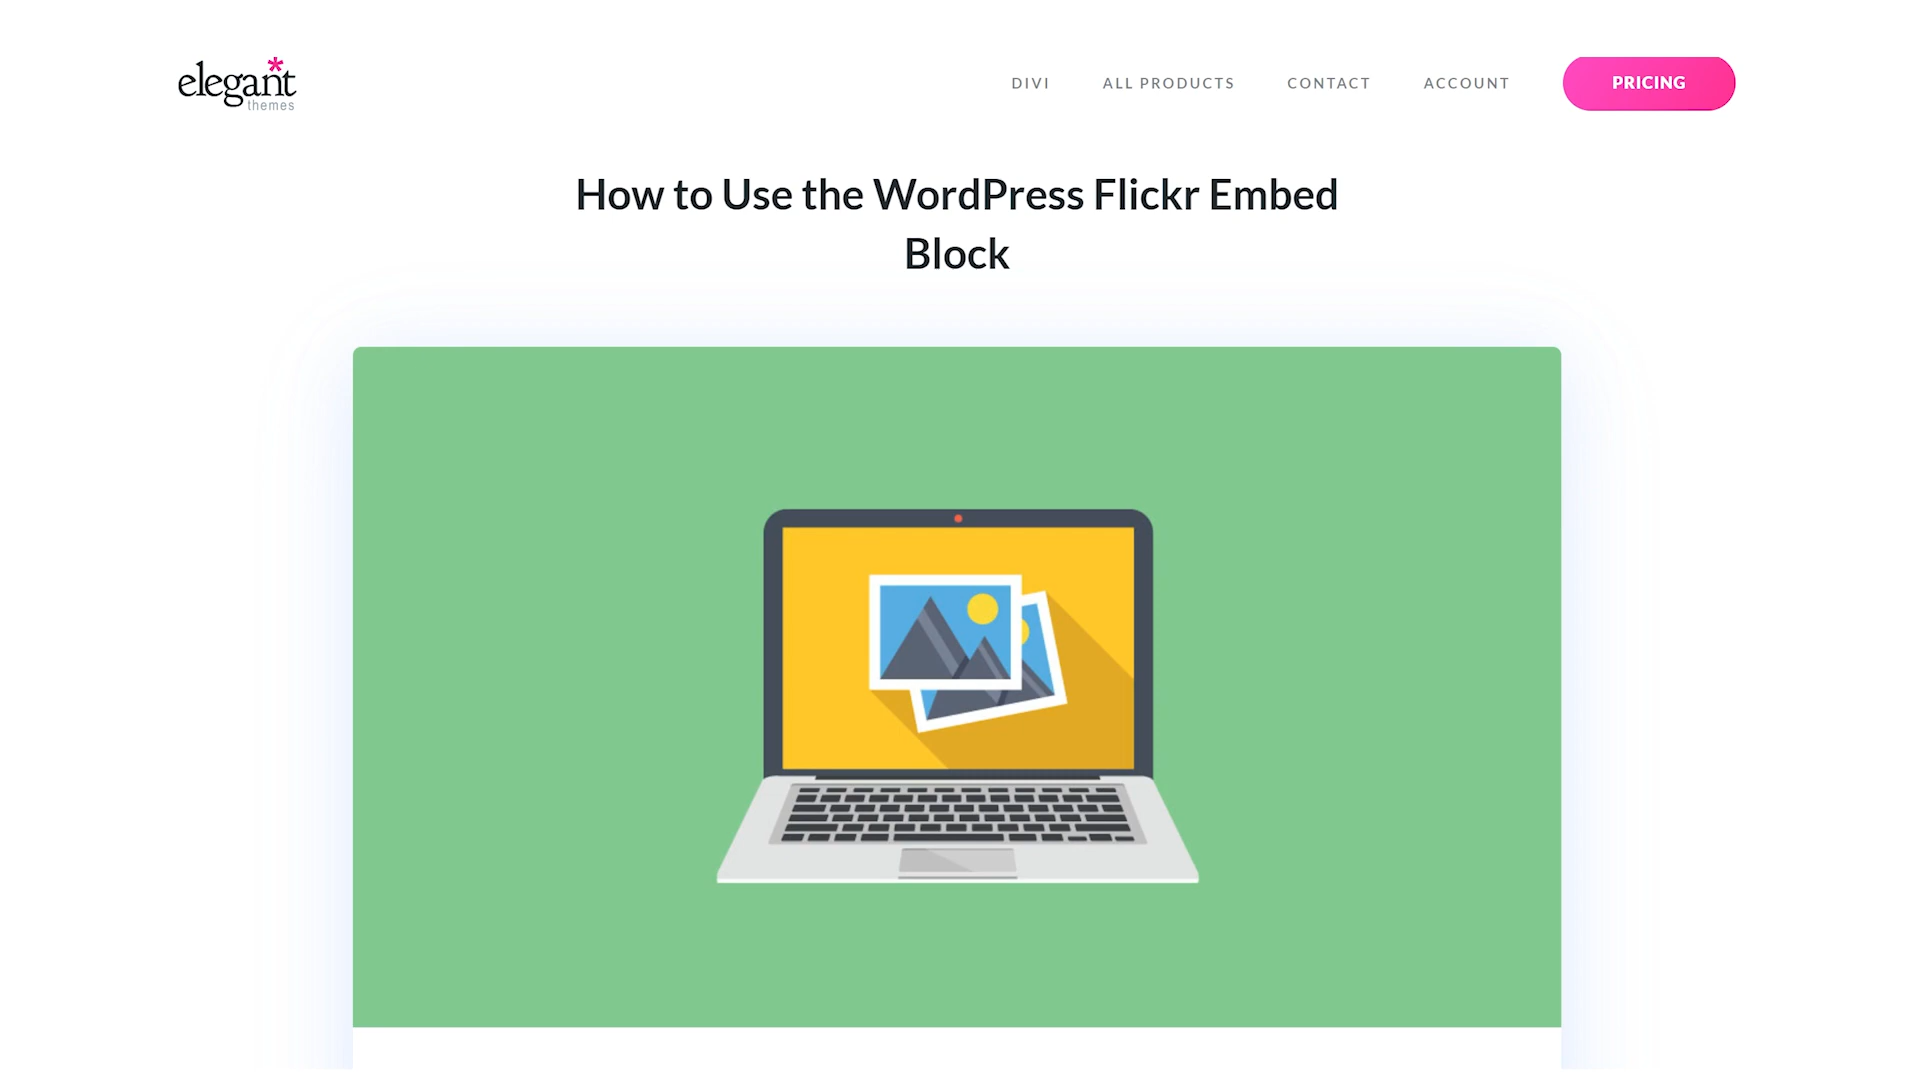 elegant
themes
DIVI
ALL PRODUCTS
CONTACT
ACCOUNT
PRICING
How to Use the WordPress Flickr Embed
Block